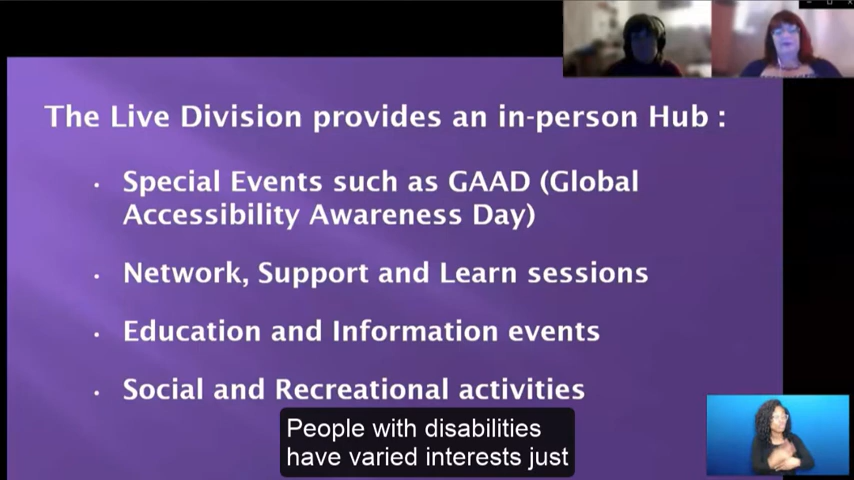 The Live Division provides an in-person Hub :
· Special Events such as GAAD (Global
Accessibility Awareness Day)
· Network, Support and Learn sessions
· Education and Information events
· Social and Recreational activities
People with disabilities
have varied interests just